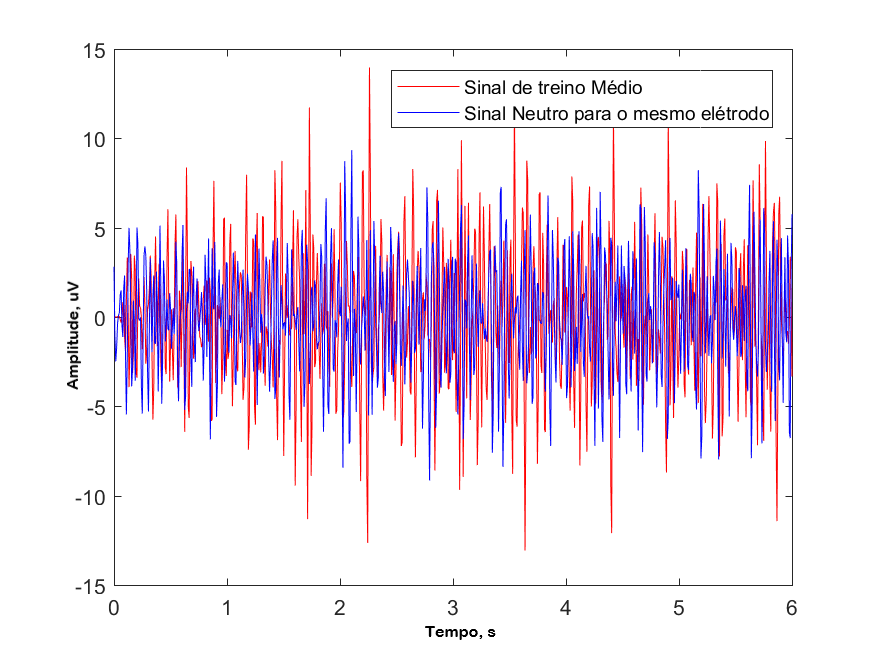 15
10
5
0
-5
-10
-15
Amplitude, uV
Sinal de treino Médio
Sinal Neutro para o mesmo elétrodo
0 1 2 3 4 5 6
Tempo, s